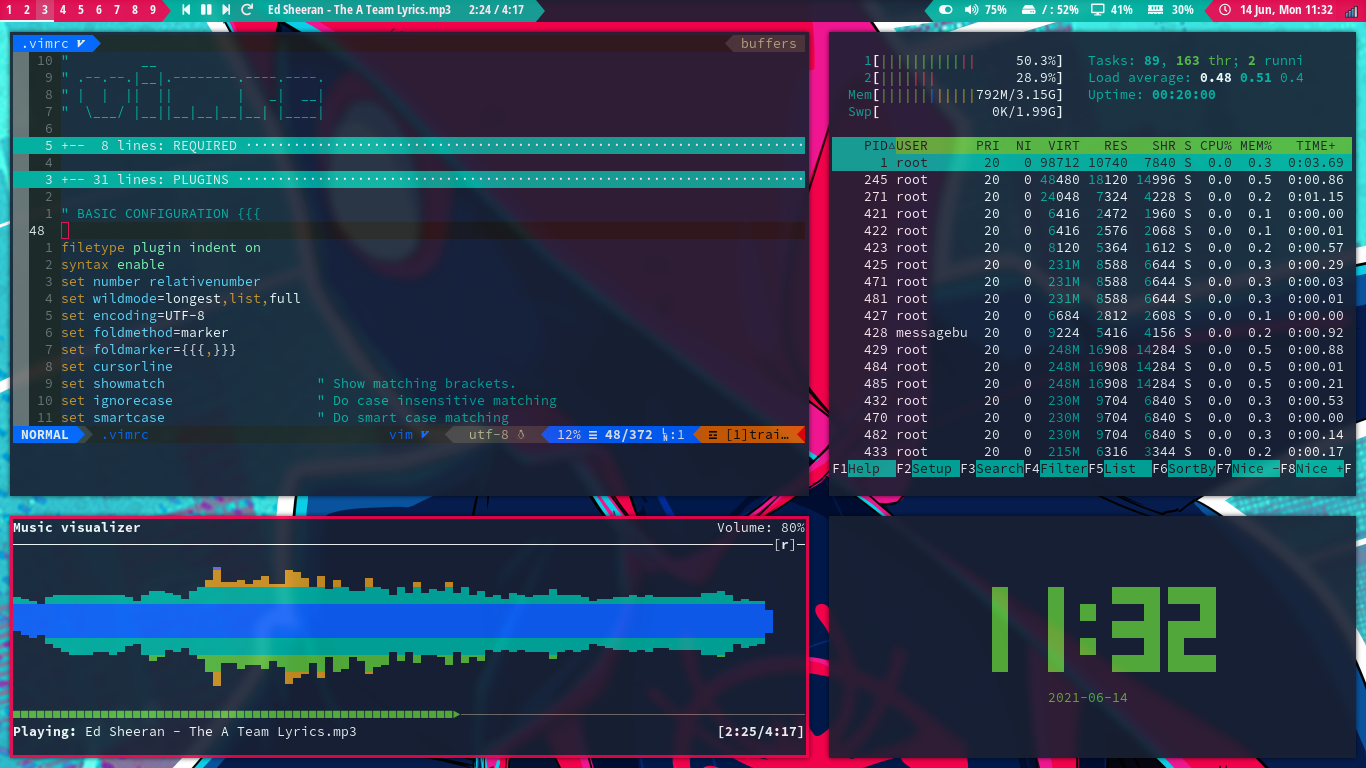 1 2 3 4 5 6 7 8 9 Ed Sheeran - The A Team Lyrics.mp3 2:24 / 4:17 75% / : 52% 41% 30% 14 Jun, Mon 11:32
.vimrc buffers
10 "          __
9 " .--.--.|__|.--------.----.----.
8 " |  |  ||  ||        |   _|  __|
7 "  \___/ |__||__|__|__|__| |____|
6
5 +-- 8 lines: REQUIRED
4
3 +-- 31 lines: PLUGINS
2
1 " BASIC CONFIGURATION {{{
48
1 filetype plugin indent on
2 syntax enable
3 set number relativenumber
4 set wildmode=longest,list,full
5 set encoding=UTF-8
6 set foldmethod=marker
7 set foldmarker={{{,}}}
8 set cursorline
9 set showmatch " Show matching brackets.
10 set ignorecase " Do case insensitive matching
11 set smartcase " Do smart case matching
NORMAL .vimrc vim utf-8 12% ☰ 48/372 :1 [1]trai…
1[|||||||||||| 50.3%]
2[||||||| 28.9%]
Mem[||||||||||||792M/3.15G]
Swp[ 0K/1.99G]
Tasks: 89, 163 thr; 2 runni
Load average: 0.48 0.51 0.4
Uptime: 00:20:00
PID△USER PRI NI VIRT RES SHR S CPU% MEM% TIME+
1 root 20 0 98712 10740 7840 S 0.0 0.3 0:03.69
245 root 20 0 48480 18120 14996 S 0.0 0.5 0:00.86
271 root 20 0 24048 7324 4228 S 0.0 0.2 0:01.15
421 root 20 0 6416 2472 1960 S 0.0 0.1 0:00.00
422 root 20 0 6416 2576 2068 S 0.0 0.1 0:00.01
423 root 20 0 8120 5364 1612 S 0.0 0.2 0:00.57
425 root 20 0 231M 8588 6644 S 0.0 0.3 0:00.29
471 root 20 0 231M 8588 6644 S 0.0 0.3 0:00.03
481 root 20 0 231M 8588 6644 S 0.0 0.3 0:00.01
427 root 20 0 6684 2812 2608 S 0.0 0.1 0:00.00
428 messagebu 20 0 9224 5416 4156 S 0.0 0.2 0:00.92
429 root 20 0 248M 16908 14284 S 0.0 0.5 0:00.88
484 root 20 0 248M 16908 14284 S 0.0 0.5 0:00.01
485 root 20 0 248M 16908 14284 S 0.0 0.5 0:00.21
432 root 20 0 230M 9704 6840 S 0.0 0.3 0:00.53
470 root 20 0 230M 9704 6840 S 0.0 0.3 0:00.00
482 root 20 0 230M 9704 6840 S 0.0 0.3 0:00.14
433 root 20 0 215M 6316 3344 S 0.0 0.2 0:00.17
F1Help F2Setup F3SearchF4FilterF5List F6SortByF7Nice -F8Nice +F
Music visualizer Volume: 80%
[r]
Playing: Ed Sheeran - The A Team Lyrics.mp3 [2:25/4:17]
11:32
2021-06-14